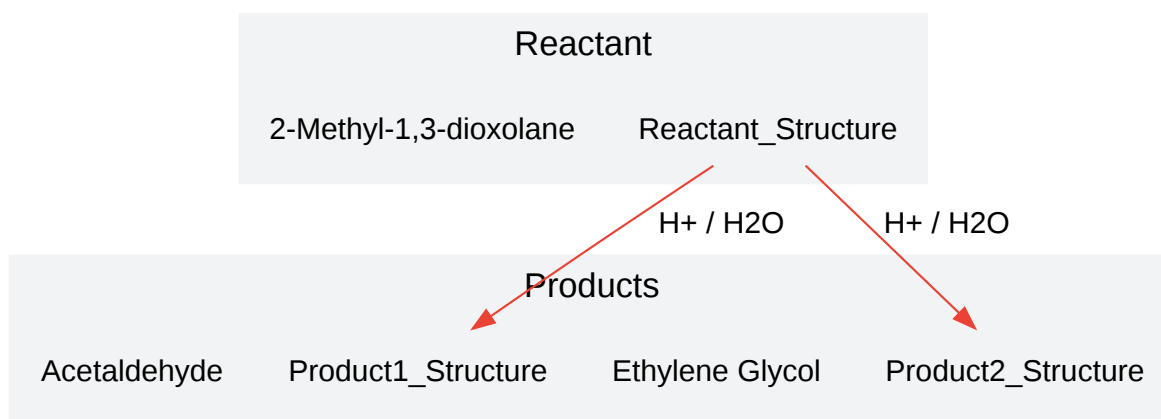 Reactant
2-Methyl-1,3-dioxolane Reactant_Structure
H+ / H2O H+ / H2O
Products
Acetaldehyde Product1_Structure Ethylene Glycol Product2_Structure